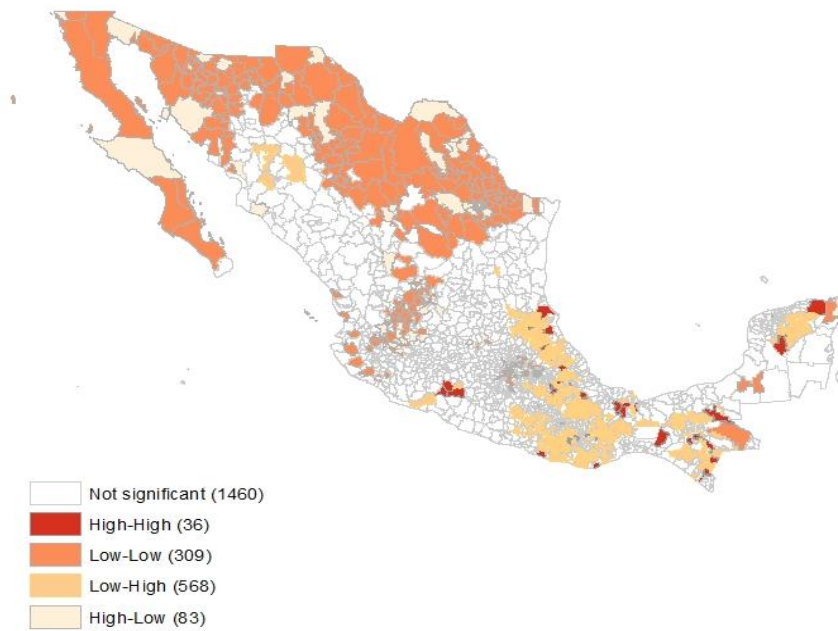 Not significant (1460)
High-High (36)
Low-Low (309)
Low-High (568)
High-Low (83)